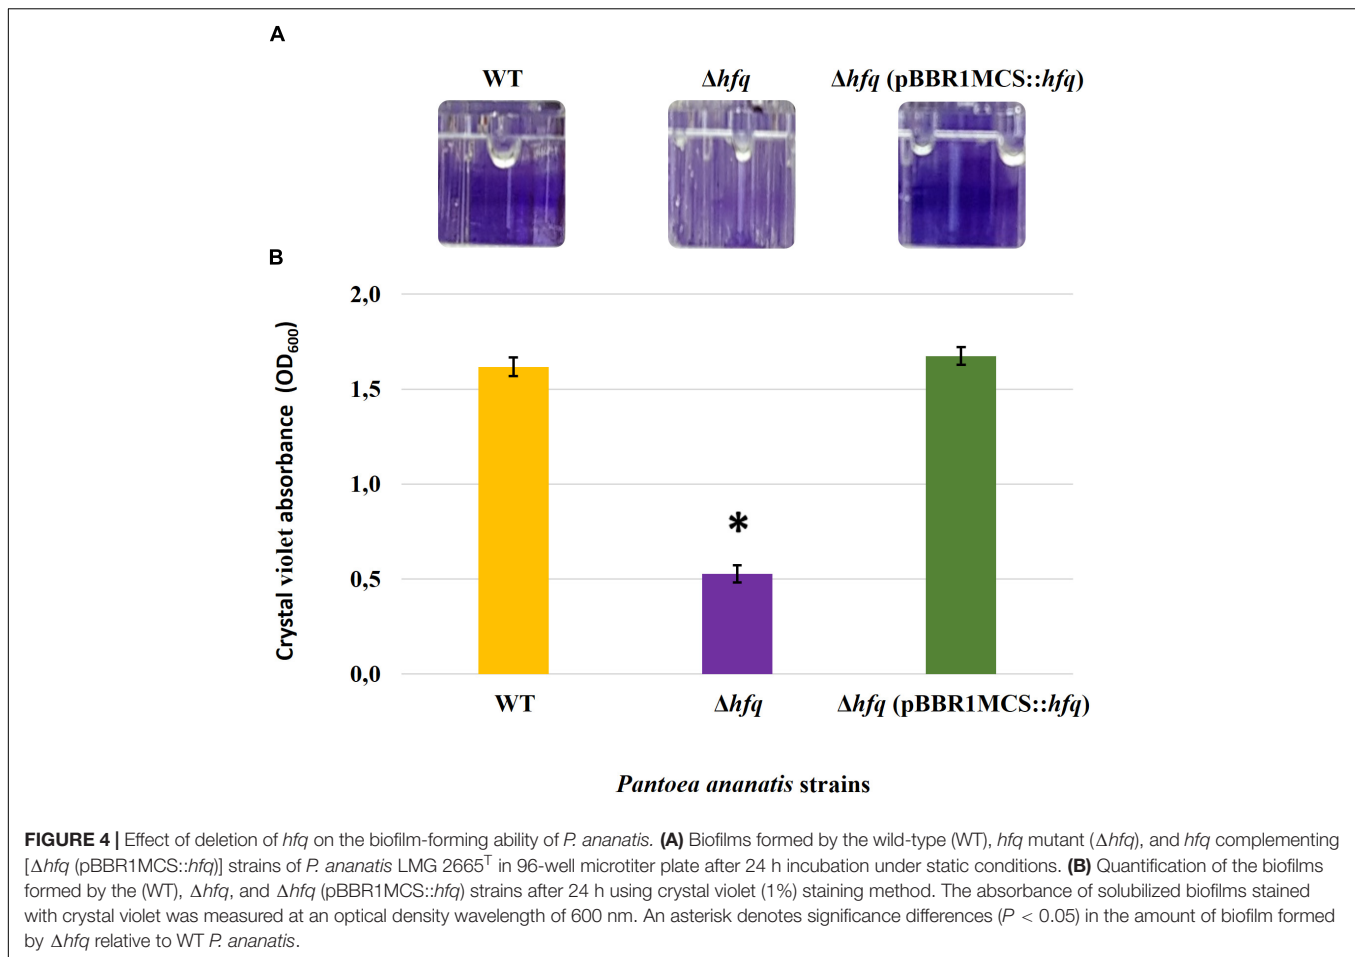 A
WT
Δhfq
Δhfq (pBBR1MCS::hfq)
B
2,0
1,5
1,0
0,5
0,0
Crystal violet absorbance (OD600)
*
WT
Δhfq
Δhfq (pBBR1MCS::hfq)
Pantoea ananatis strains
FIGURE 4 | Effect of deletion of hfq on the biofilm-forming ability of P. ananatis. (A) Biofilms formed by the wild-type (WT), hfq mutant (Δhfq), and hfq complementing
[Δhfq (pBBR1MCS::hfq)] strains of P. ananatis LMG 2665T in 96-well microtiter plate after 24 h incubation under static conditions. (B) Quantification of the biofilms
formed by the (WT), Δhfq, and Δhfq (pBBR1MCS::hfq) strains after 24 h using crystal violet (1%) staining method. The absorbance of solubilized biofilms stained
with crystal violet was measured at an optical density wavelength of 600 nm. An asterisk denotes significance differences (P < 0.05) in the amount of biofilm formed
by Δhfq relative to WT P. ananatis.